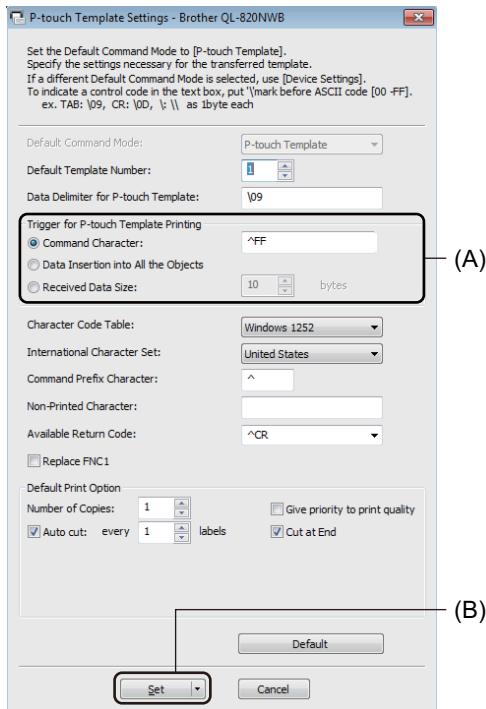 P-touch Template Settings - Brother QL-820NWB
Set the Default Command Mode to [P-touch
Template].
Specify the settings necessary for the transferred template.
If a different Default Command Mode is selected, use [Device Settings].
To indicate a control code in the text box, put '\'mark before ASCII code [00 -FF].
ex. TAB: \09, CR: \0D, \: \\ as 1byte
each
Default Command Mode: P-touch Template
Default Template Number: 1
Data Delimiter for P-touch Template: \09
Trigger for P-touch Template Printing
Command Character: ^FF
(A)
Data Insertion into All the Objects
Received Data Size: 10 bytes
Character Code Table: Windows 1252
International Character Set: United States
Command Prefix Character: ^
Non-Printed Character:
Available Return Code: ^CR
Replace FNC1
Default Print Option
Number of Copies: 1 Give priority to print quality
Auto cut: every 1 labels Cut at End
(B)
Default
Set Cancel